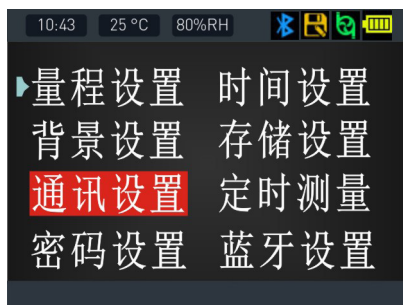 10:43 25 °C 80%RH
量程设置 时间设置
背景设置 存储设置
通讯设置 定时测量
密码设置 蓝牙设置